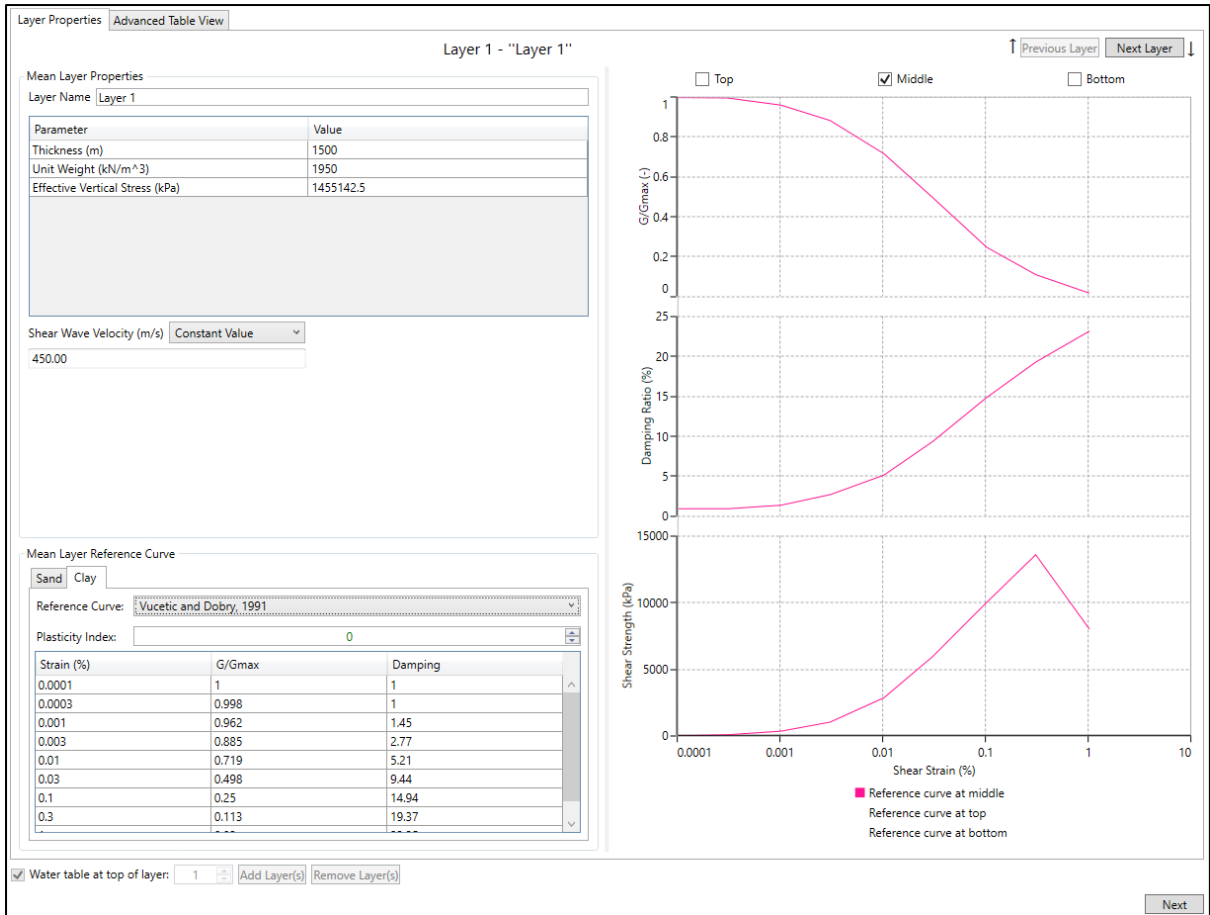 Layer Properties Advanced Table View
Layer 1 - "Layer 1"
↑ Previous Layer Next Layer ↓
Mean Layer Properties
Layer Name Layer 1
Parameter Value
Thickness (m) 1500
Unit Weight (kN/m^3) 1950
Effective Vertical Stress (kPa) 1455142.5
Shear Wave Velocity (m/s) Constant Value
450.00
Mean Layer Reference Curve
Sand Clay
Reference Curve: Vucetic and Dobry, 1991
Plasticity Index: 0
Strain (%) G/Gmax Damping
0.0001 1 1
0.0003 0.998 1
0.001 0.962 1.45
0.003 0.885 2.77
0.01 0.719 5.21
0.03 0.498 9.44
0.1 0.25 14.94
0.3 0.113 19.37
Top Middle Bottom
G/Gmax (-)
1
0.8
0.6
0.4
0.2
0
Damping Ratio (%)
25
20
15
10
5
0
Shear Strength (kPa)
15000
10000
5000
0
0.0001 0.001 0.01 0.1 1 10
Shear Strain (%)
Reference curve at middle
Reference curve at top
Reference curve at bottom
Water table at top of layer: 1 Add Layer(s) Remove Layer(s)
Next